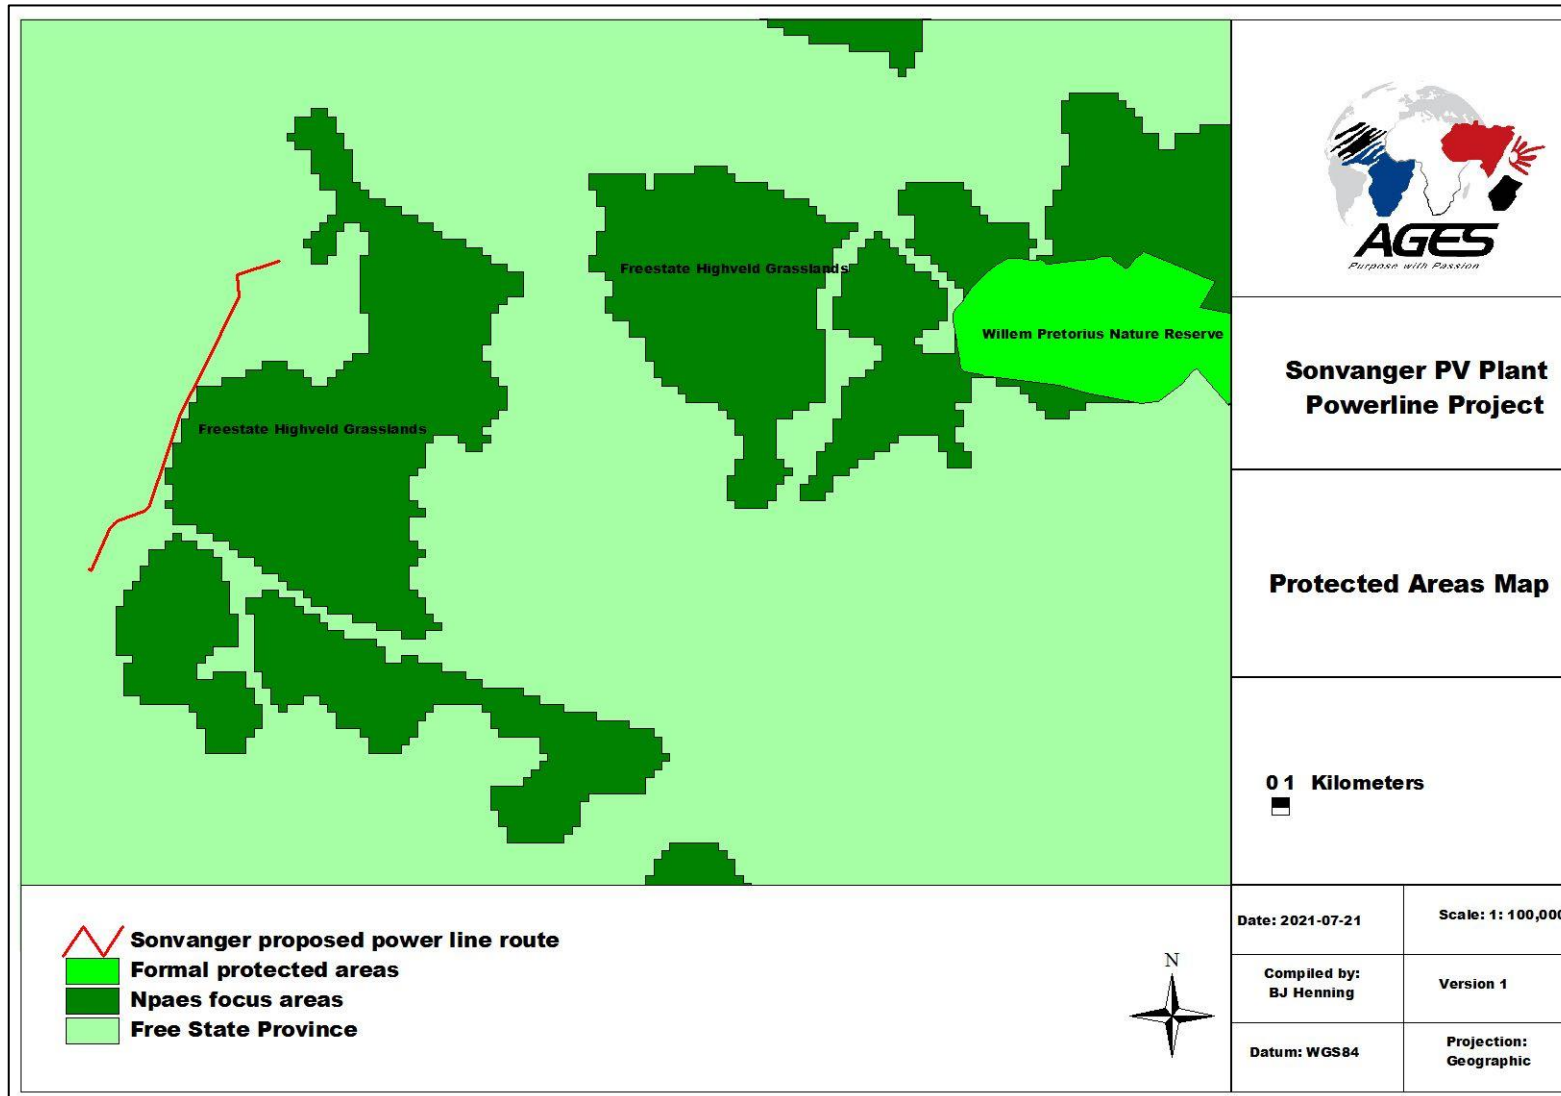 Freestate Highveld Grasslands
Willem Pretorius Nature Reserve
Freestate Highveld Grasslands
AGES
Purpose with Passion
Sonvanger PV Plant
Powerline Project
Protected Areas Map
0 1 Kilometers
Sonvanger proposed power line route
Formal protected areas
Npaes focus areas
Free State Province
N
Date: 2021-07-21
Scale: 1: 100,000
Compiled by:
BJ Henning
Version 1
Datum: WGS84
Projection:
Geographic